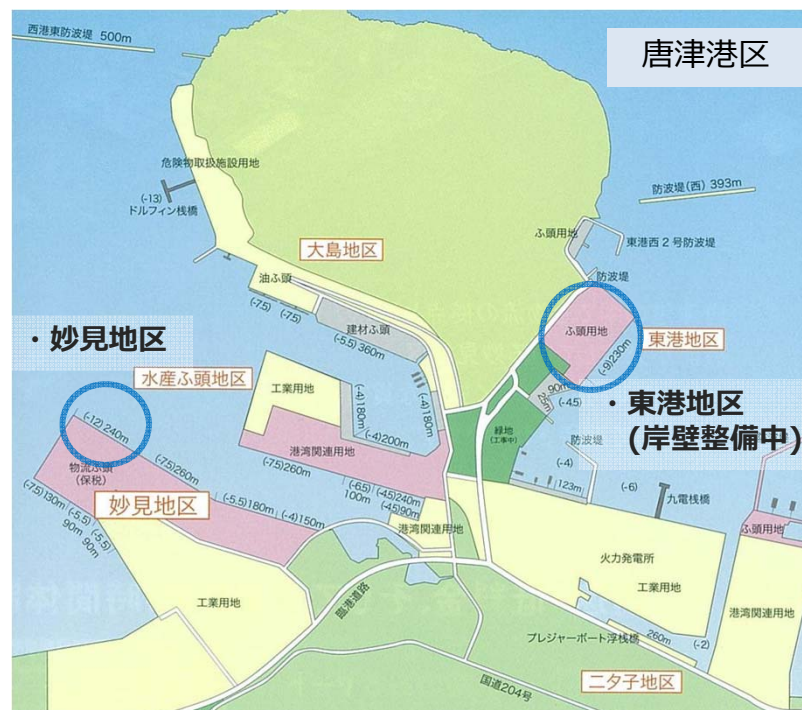 唐津港区
西港東防波堤 500m
危険物取扱施設用地
(-13)
ドルフィン桟橋
防波堤(西) 393m
ふ頭用地
東港西2号防波堤
防波堤
大島地区
油ふ頭
(-7.5) (-7.5)
建材ふ頭
(-5.5) 360m
ふ頭用地
(-9)230m
東港地区
・妙見地区
水産ふ頭地区
工業用地
(-4)180m
(-4)180m
(-4)200m
90m
25m
(-4.5)
・東港地区
(岸壁整備中)
緑地
(工事中)
防波堤
(-4)
123m
(-6)
九電桟橋
(-12)240m
物流ふ頭
(保税)
(-7.5)260m
港湾関連用地
(-7.5)260m
(-6.5)
100m
(-4.5)240m
(-4.5)90m
妙見地区
(-5.5)180m
(-4)150m
(-7.5)130m
(-5.5)
90m
(-5.5)
90m
港湾関連用地
ふ頭用地
火力発電所
工業用地
港湾関連用地
工業用地
臨港道路
プレジャーボート浮桟橋
260m
(-2)
国道204号
二タ子地区